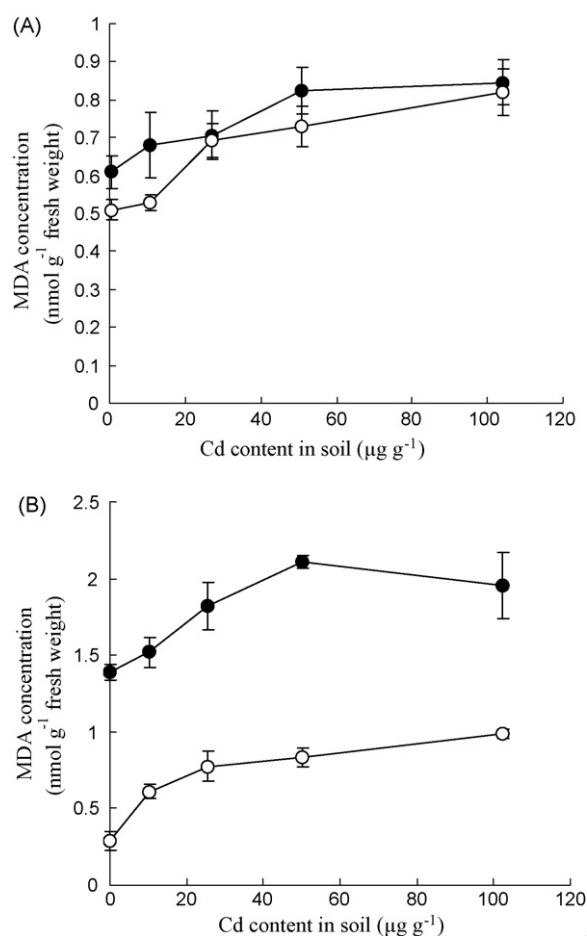 (A)
1
0.9
0.8
0.7
0.6
0.5
0.4
0.3
0.2
0.1
0
MDA concentration
(nmol g⁻¹ fresh weight)
0 20 40 60 80 100 120
Cd content in soil (µg g⁻¹)
(B)
2.5
2
1.5
1
0.5
0
MDA concentration
(nmol g⁻¹ fresh weight)
0 20 40 60 80 100 120
Cd content in soil (µg g⁻¹)